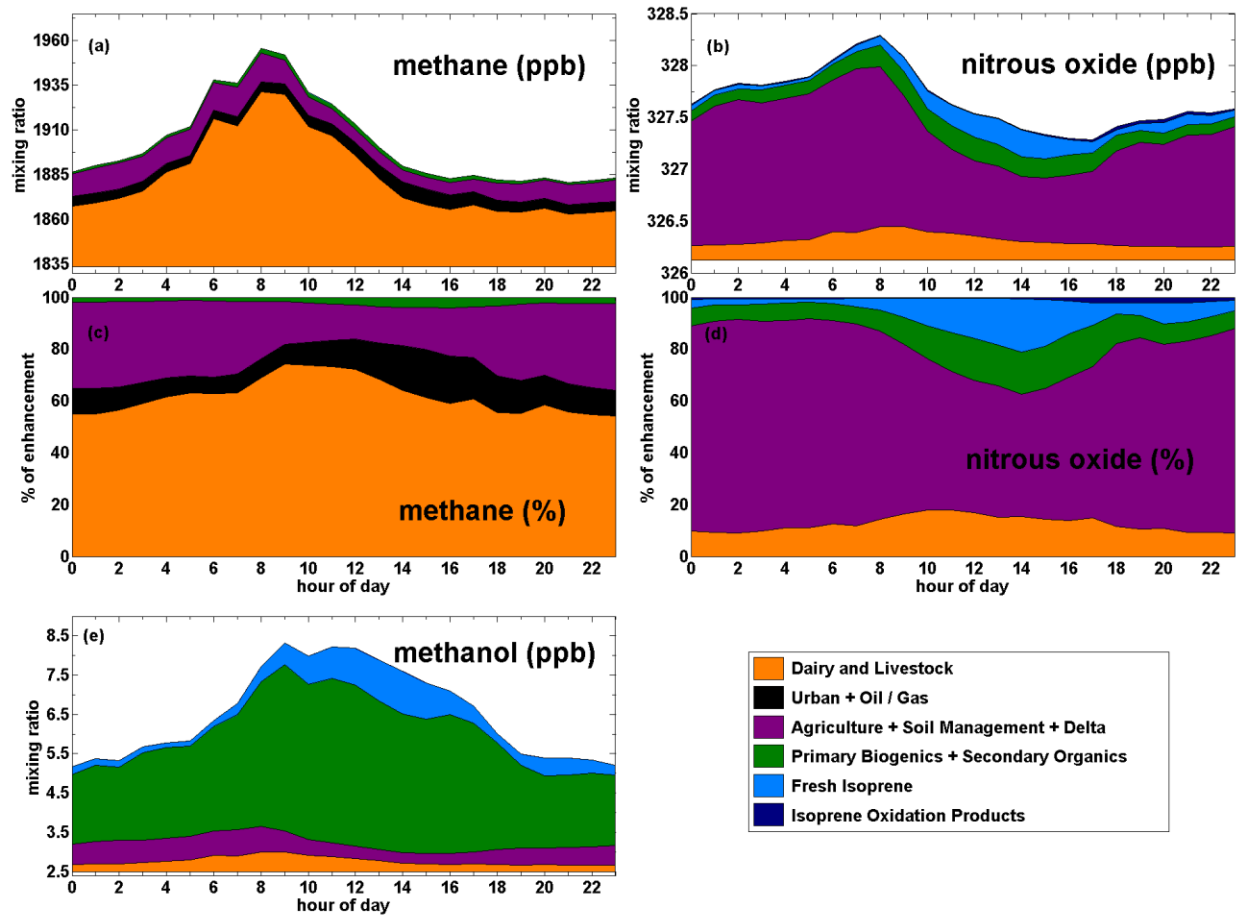 (a)
methane (ppb)
mixing ratio
1960
1935
1910
1885
1860
1835
0 2 4 6 8 10 12 14 16 18 20 22
(b)
nitrous oxide (ppb)
mixing ratio
328.5
328
327.5
327
326.5
326
0 2 4 6 8 10 12 14 16 18 20 22
(c)
methane (%)
% of enhancement
100
80
60
40
20
0
0 2 4 6 8 10 12 14 16 18 20 22
hour of day
(d)
nitrous oxide (%)
% of enhancement
100
80
60
40
20
0
0 2 4 6 8 10 12 14 16 18 20 22
hour of day
(e)
methanol (ppb)
mixing ratio
8.5
7.5
6.5
5.5
4.5
3.5
2.5
0 2 4 6 8 10 12 14 16 18 20 22
hour of day
Dairy and Livestock
Urban + Oil / Gas
Agriculture + Soil Management + Delta
Primary Biogenics + Secondary Organics
Fresh Isoprene
Isoprene Oxidation Products